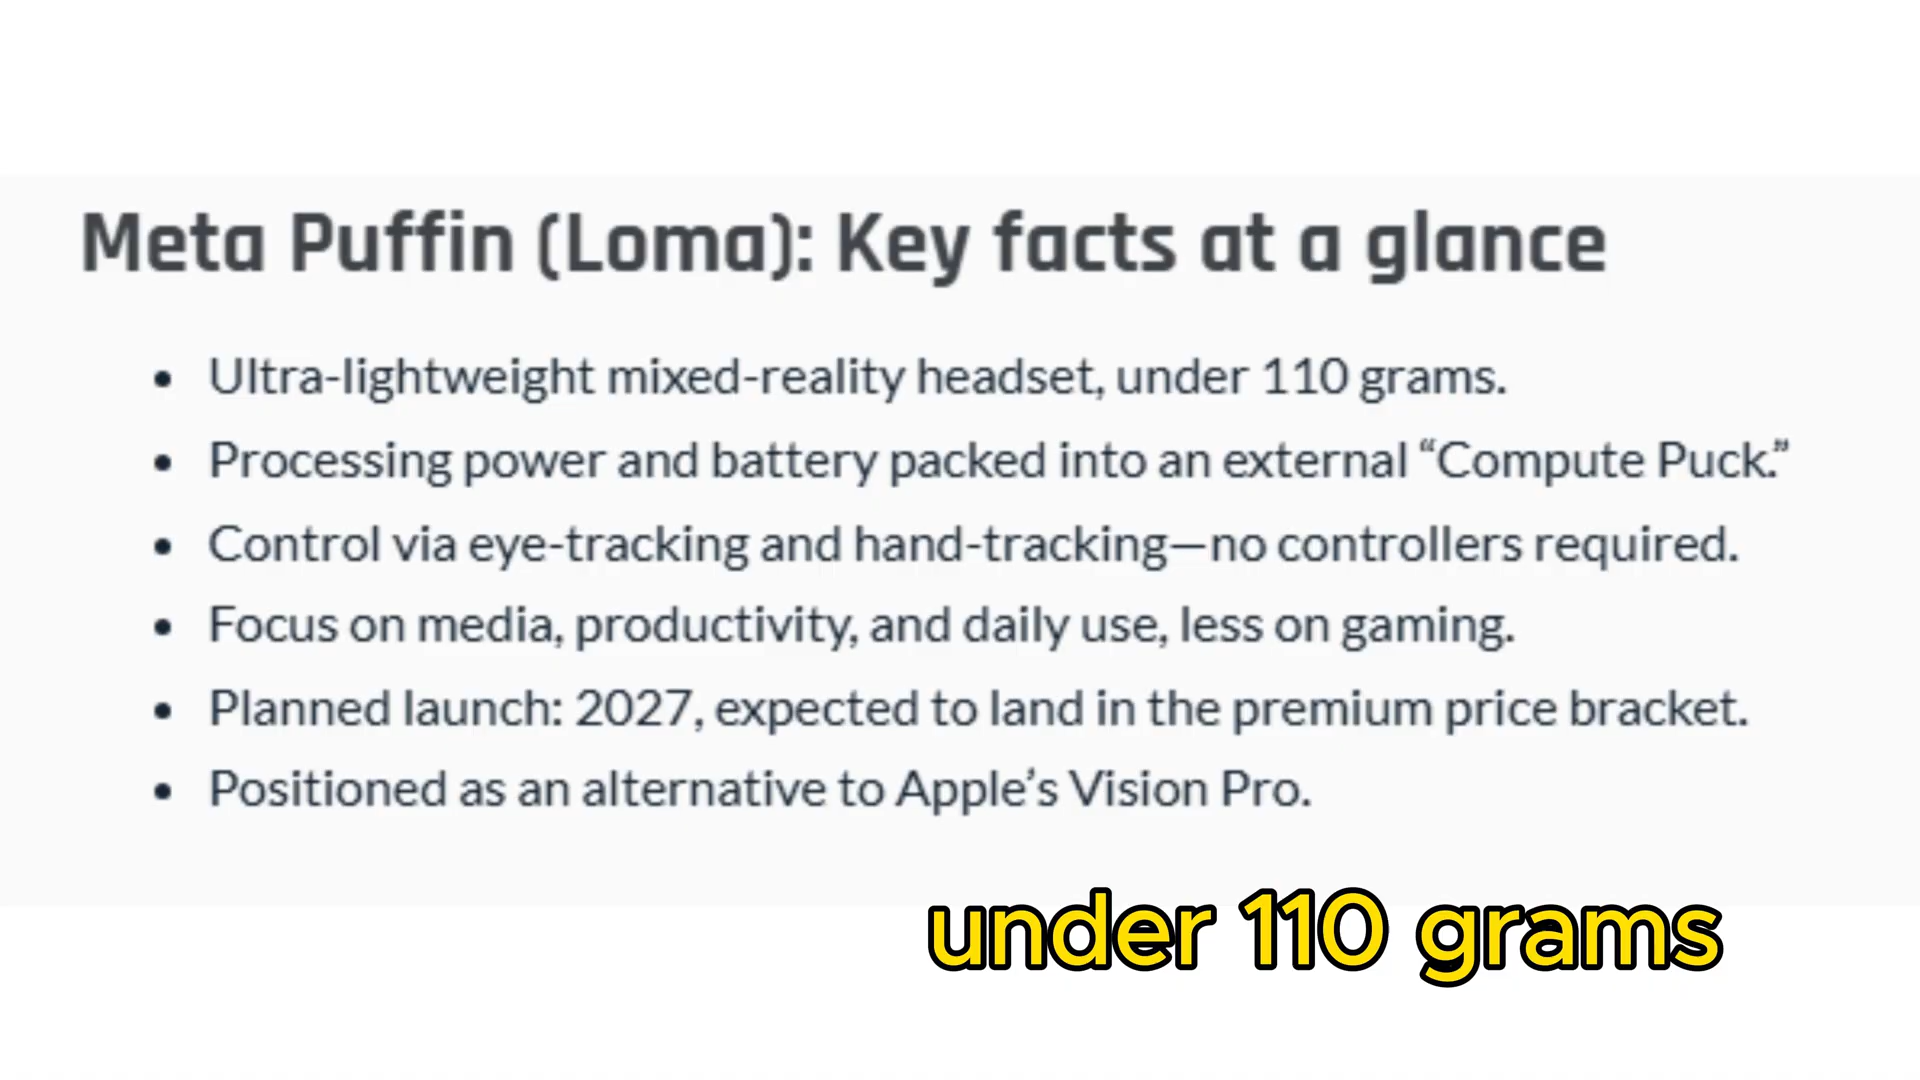 Meta Puffin (Loma): Key facts at a glance
• Ultra-lightweight mixed-reality headset, under 110 grams.
• Processing power and battery packed into an external “Compute Puck.”
• Control via eye-tracking and hand-tracking—no controllers required.
• Focus on media, productivity, and daily use, less on gaming.
• Planned launch: 2027, expected to land in the premium price bracket.
• Positioned as an alternative to Apple’s Vision Pro.
under 110 grams